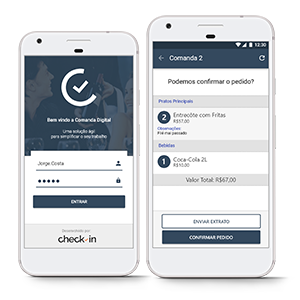 Bem vindo a Comanda Digital
Uma solução ágil
para simplificar o seu trabalho
Jorge.Costa
ENTRAR
Desenvolvido por:
check-in
12:30
Comanda 2
Podemos confirmar o pedido?
Pratos Principais
2
Entrecôte com Fritas
R$57,00
Observações
Filé mal passado
Bebidas
1
Coca-Cola 2L
R$10,00
Valor Total: R$67,00
ENVIAR EXTRATO
CONFIRMAR PEDIDO